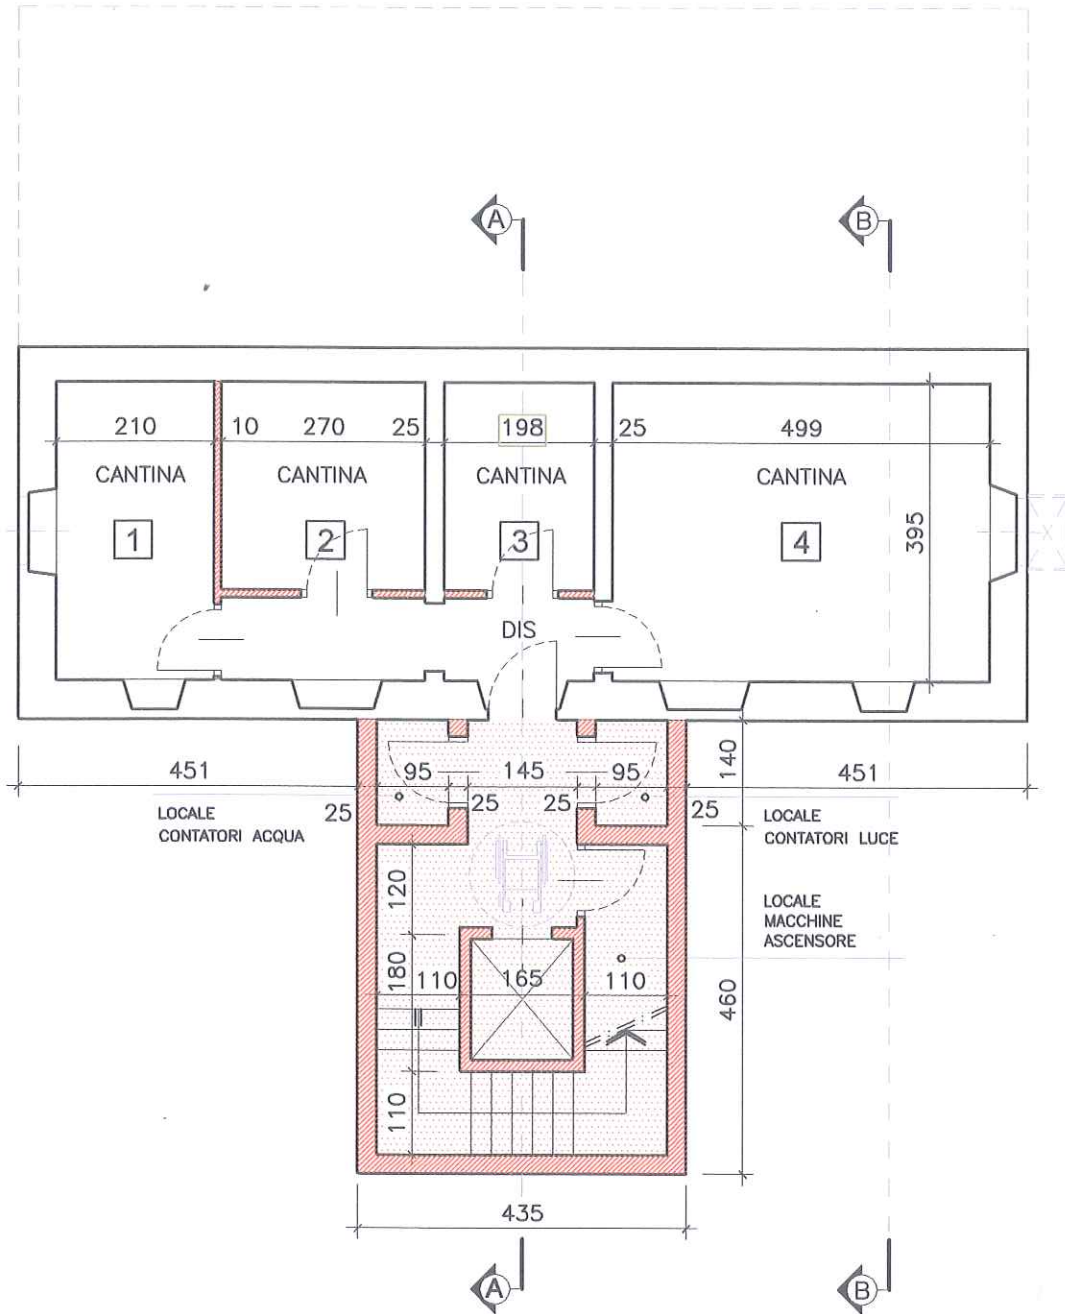 A B
210 10 270 25 198 25 499
CANTINA CANTINA CANTINA CANTINA
1 2 3 4
395
DIS
451 95 145 95 140 451
25 25 25 25
LOCALE
CONTATORI ACQUA
LOCALE
CONTATORI LUCE
120
LOCALE
MACCHINE
ASCENSORE
180 110 165 110 460
110
435
A B